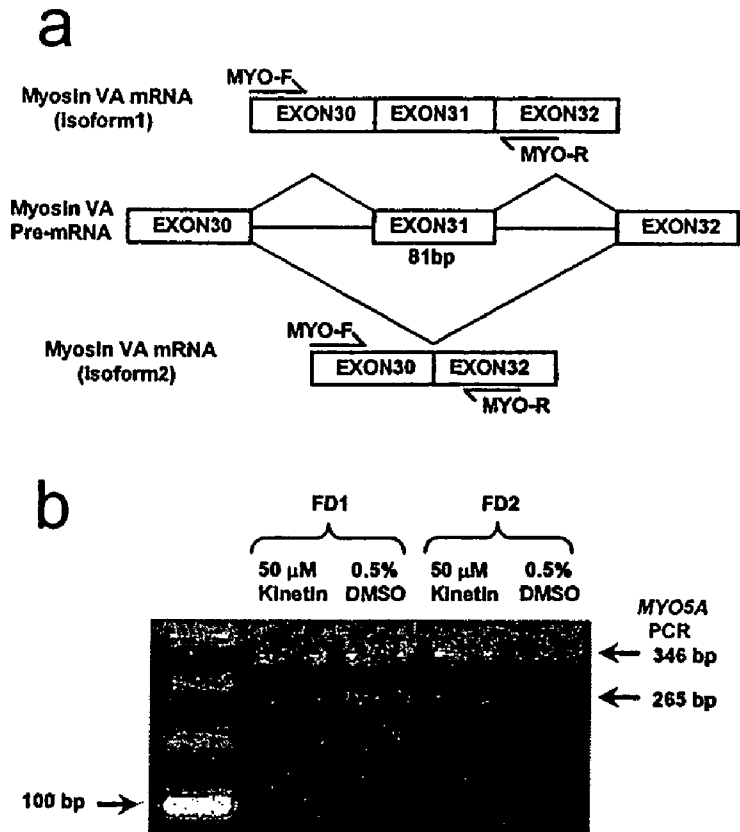 a
MYO-F
Myosin VA mRNA
(isoform1)
EXON30 EXON31 EXON32
MYO-R
Myosin VA
Pre-mRNA
EXON30 EXON31 EXON32
81bp
MYO-F
Myosin VA mRNA
(isoform2)
EXON30 EXON32
MYO-R
b
FD1 FD2
50 µM 0.5% 50 µM 0.5%
Kinetin DMSO Kinetin DMSO
MYO5A
PCR
346 bp
265 bp
100 bp